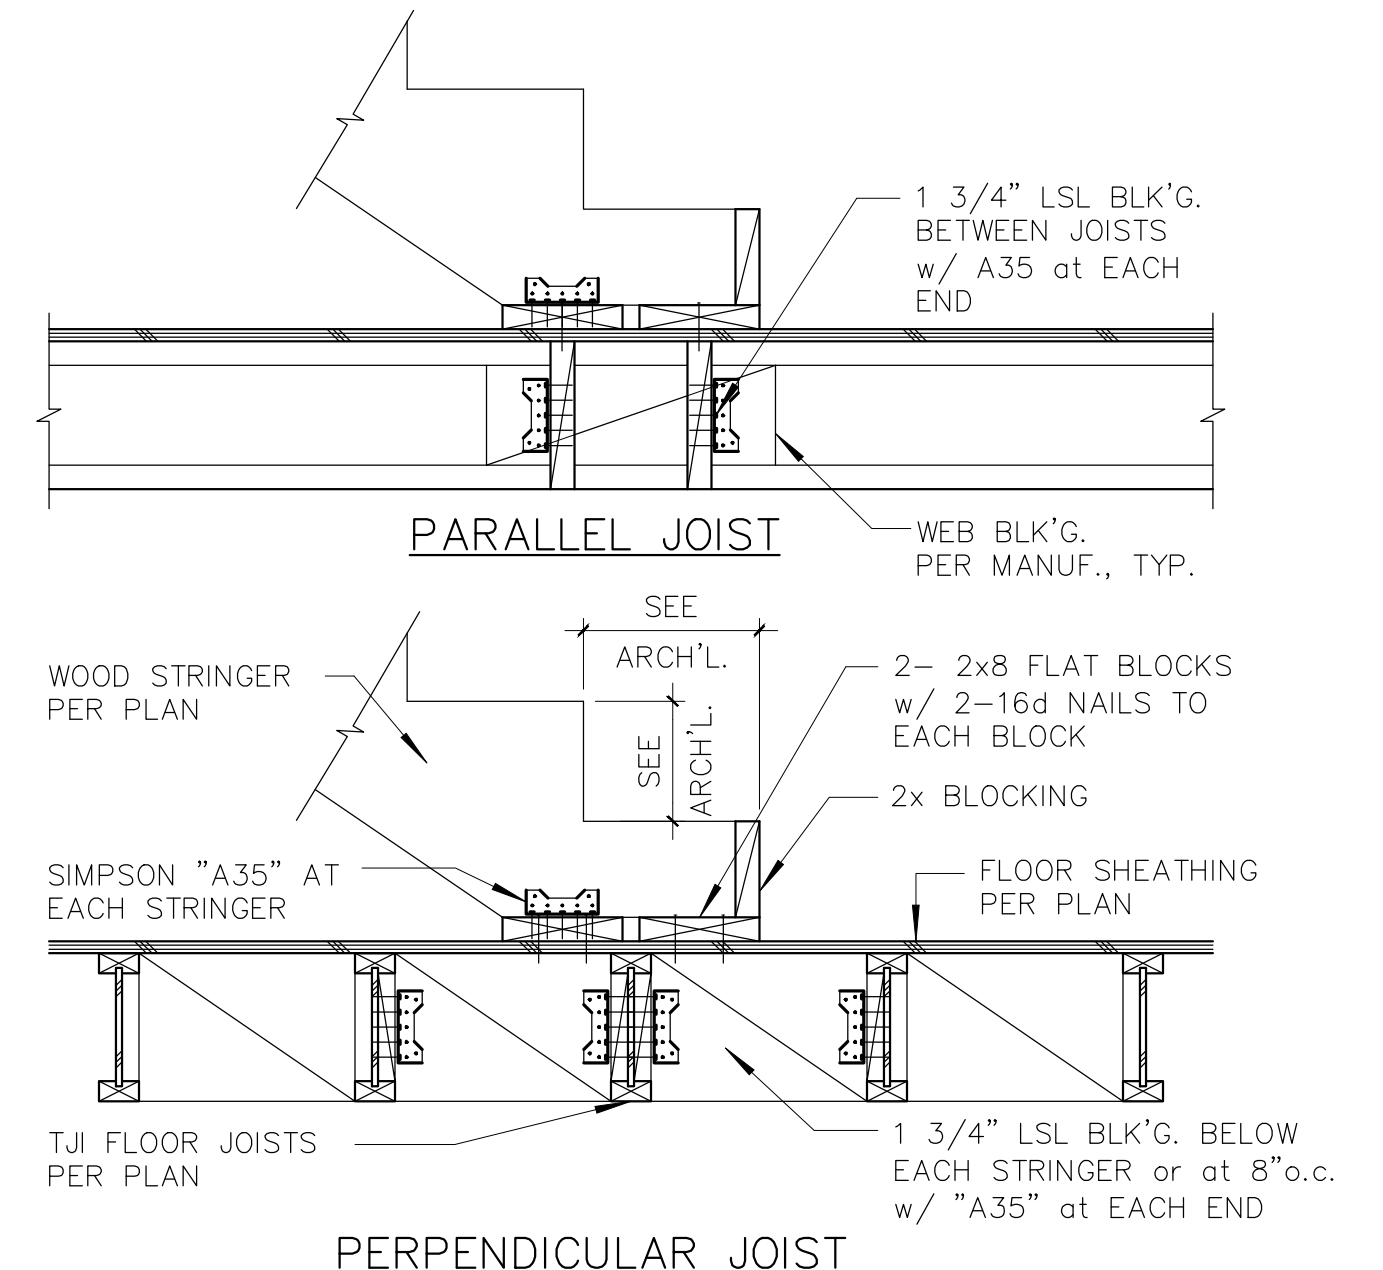 1 3/4” LSL BLK’G.
BETWEEN JOISTS
w/ A35 at EACH
END
PARALLEL JOIST
WEB BLK’G.
PER MANUF., TYP.
SEE
ARCH’L.
SEE
ARCH’L.
WOOD STRINGER
PER PLAN
2– 2x8 FLAT BLOCKS
w/ 2–16d NAILS TO
EACH BLOCK
2x BLOCKING
SIMPSON ”A35” AT
EACH STRINGER
FLOOR SHEATHING
PER PLAN
TJI FLOOR JOISTS
PER PLAN
1 3/4” LSL BLK’G. BELOW
EACH STRINGER or at 8”o.c.
w/ ”A35” at EACH END
PERPENDICULAR JOIST